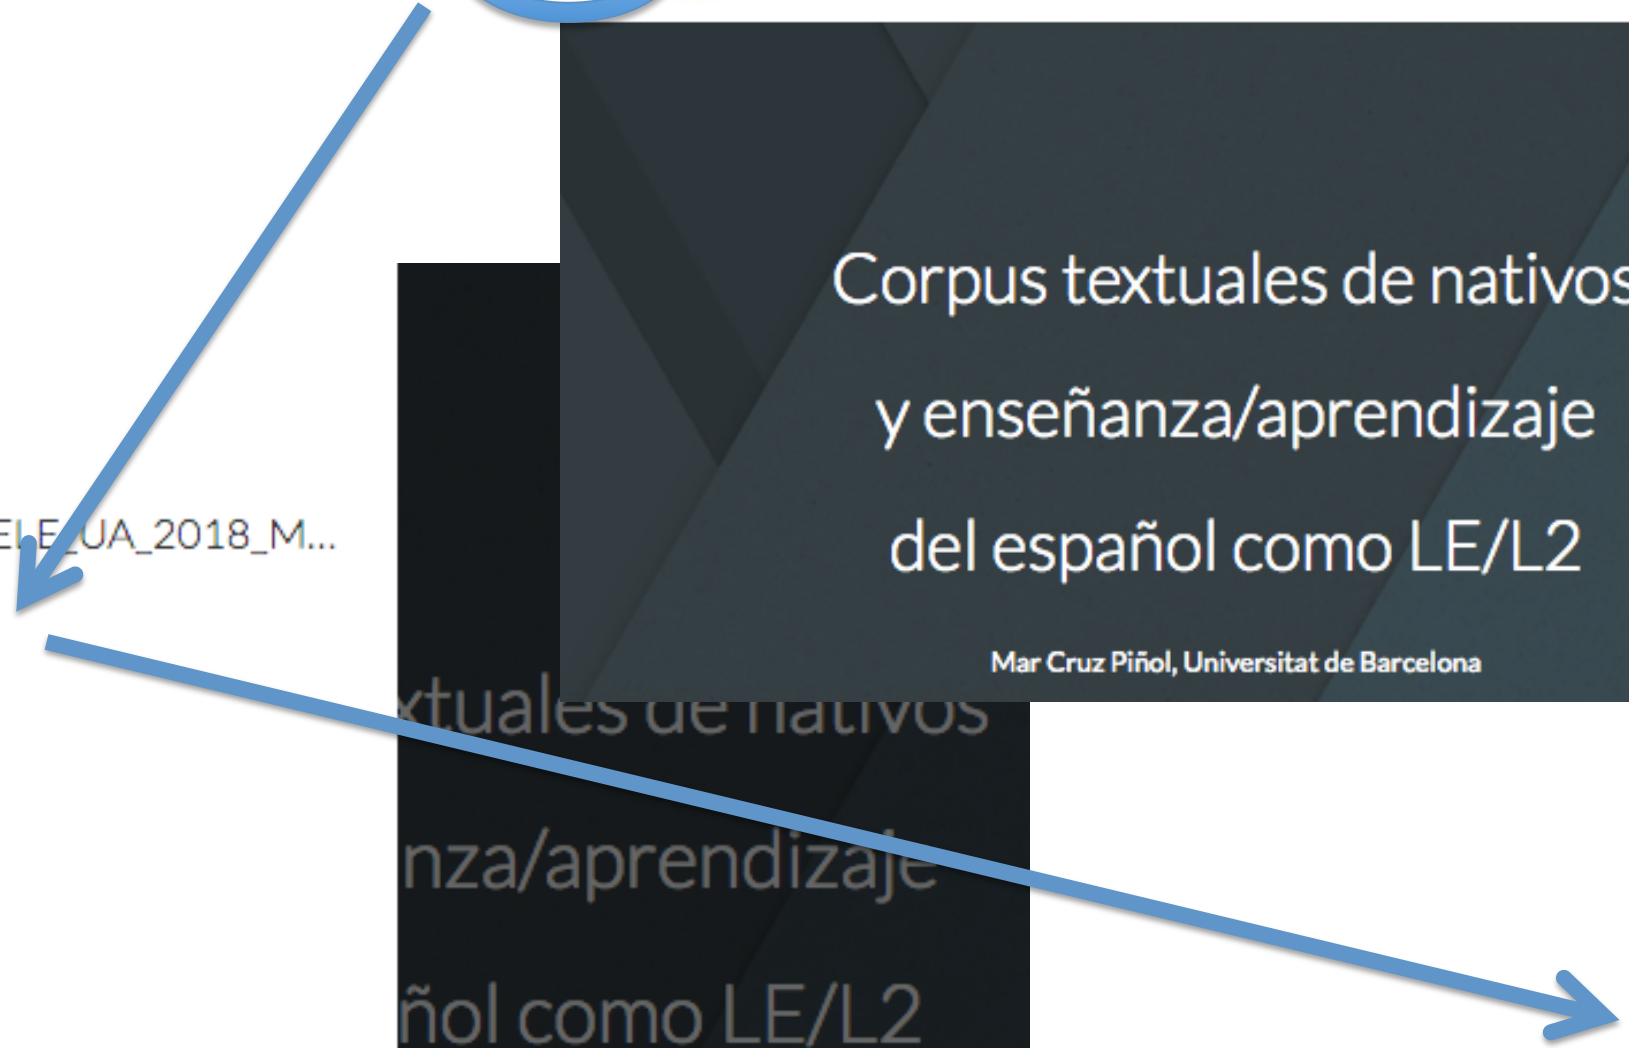 Corpus textuales de nativos
y enseñanza/aprendizaje
del español como LE/L2
Mar Cruz Piñol, Universitat de Barcelona
ELE_UA_2018_M...
xtuales de nativos
nza/aprendizaje
ñol como LE/L2